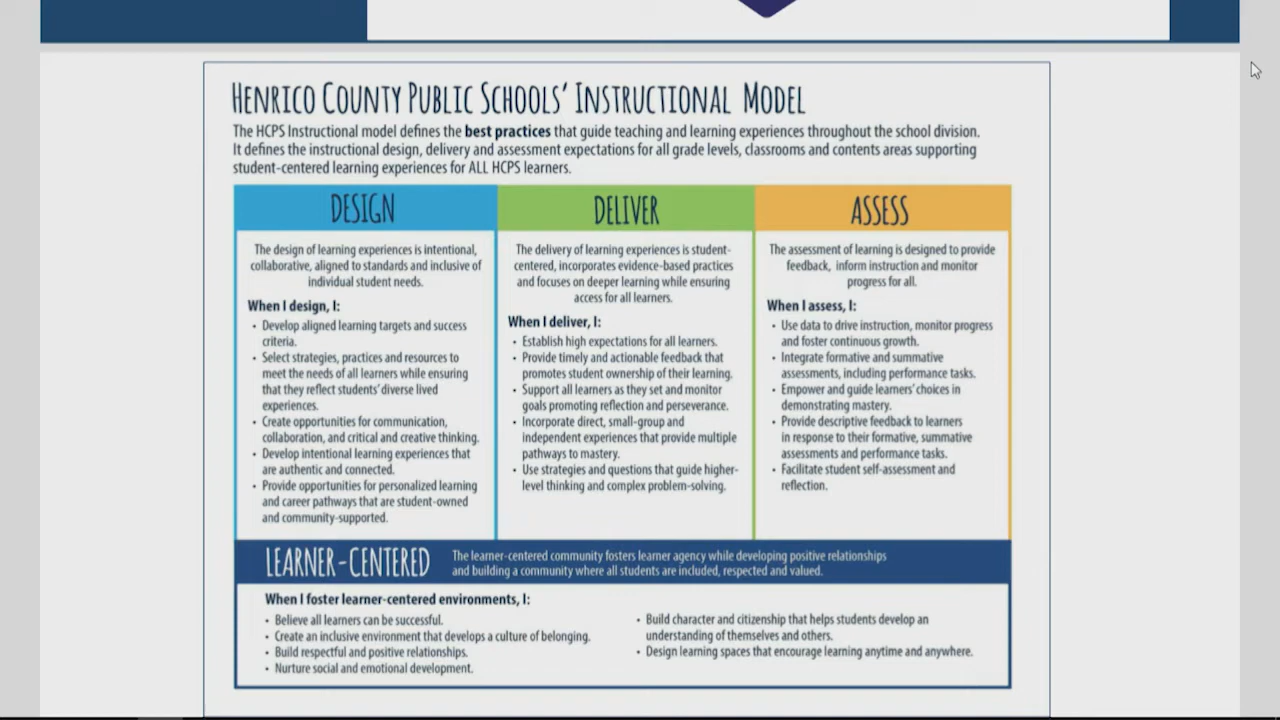 HENRICO COUNTY PUBLIC SCHOOLS' INSTRUCTIONAL MODEL
The HCPS Instructional model defines the best practices that guide teaching and learning experiences throughout the school division.
It defines the instructional design, delivery and assessment expectations for all grade levels, classrooms and contents areas supporting
student-centered learning experiences for ALL HCPS learners.
DESIGN
The design of learning experiences is intentional,
collaborative, aligned to standards and inclusive of
individual student needs.
When I design, I:
• Develop aligned learning targets and success
criteria.
• Select strategies, practices and resources to
meet the needs of all learners while ensuring
that they reflect students' diverse lived
experiences.
• Create opportunities for communication,
collaboration, and critical and creative thinking.
• Develop intentional learning experiences that
are authentic and connected.
• Provide opportunities for personalized learning
and career pathways that are student-owned
and community-supported.
DELIVER
The delivery of learning experiences is student-
centered, incorporates evidence-based practices
and focuses on deeper learning while ensuring
access for all learners.
When I deliver, I:
• Establish high expectations for all learners.
• Provide timely and actionable feedback that
promotes student ownership of their learning.
• Support all learners as they set and monitor
goals promoting reflection and perseverance.
• Incorporate direct, small-group and
independent experiences that provide multiple
pathways to mastery.
• Use strategies and questions that guide higher-
level thinking and complex problem-solving.
ASSESS
The assessment of learning is designed to provide
feedback, inform instruction and monitor
progress for all.
When I assess, I:
• Use data to drive instruction, monitor progress
and foster continuous growth.
• Integrate formative and summative
assessments, including performance tasks.
• Empower and guide learners' choices in
demonstrating mastery.
• Provide descriptive feedback to learners
in response to their formative, summative
assessments and performance tasks.
• Facilitate student self-assessment and
reflection.
LEARNER-CENTERED
The learner-centered community fosters learner agency while developing positive relationships
and building a community where all students are included, respected and valued.
When I foster learner-centered environments, I:
• Believe all learners can be successful.
• Create an inclusive environment that develops a culture of belonging.
• Build respectful and positive relationships.
• Nurture social and emotional development.
• Build character and citizenship that helps students develop an
understanding of themselves and others.
• Design learning spaces that encourage learning anytime and anywhere.